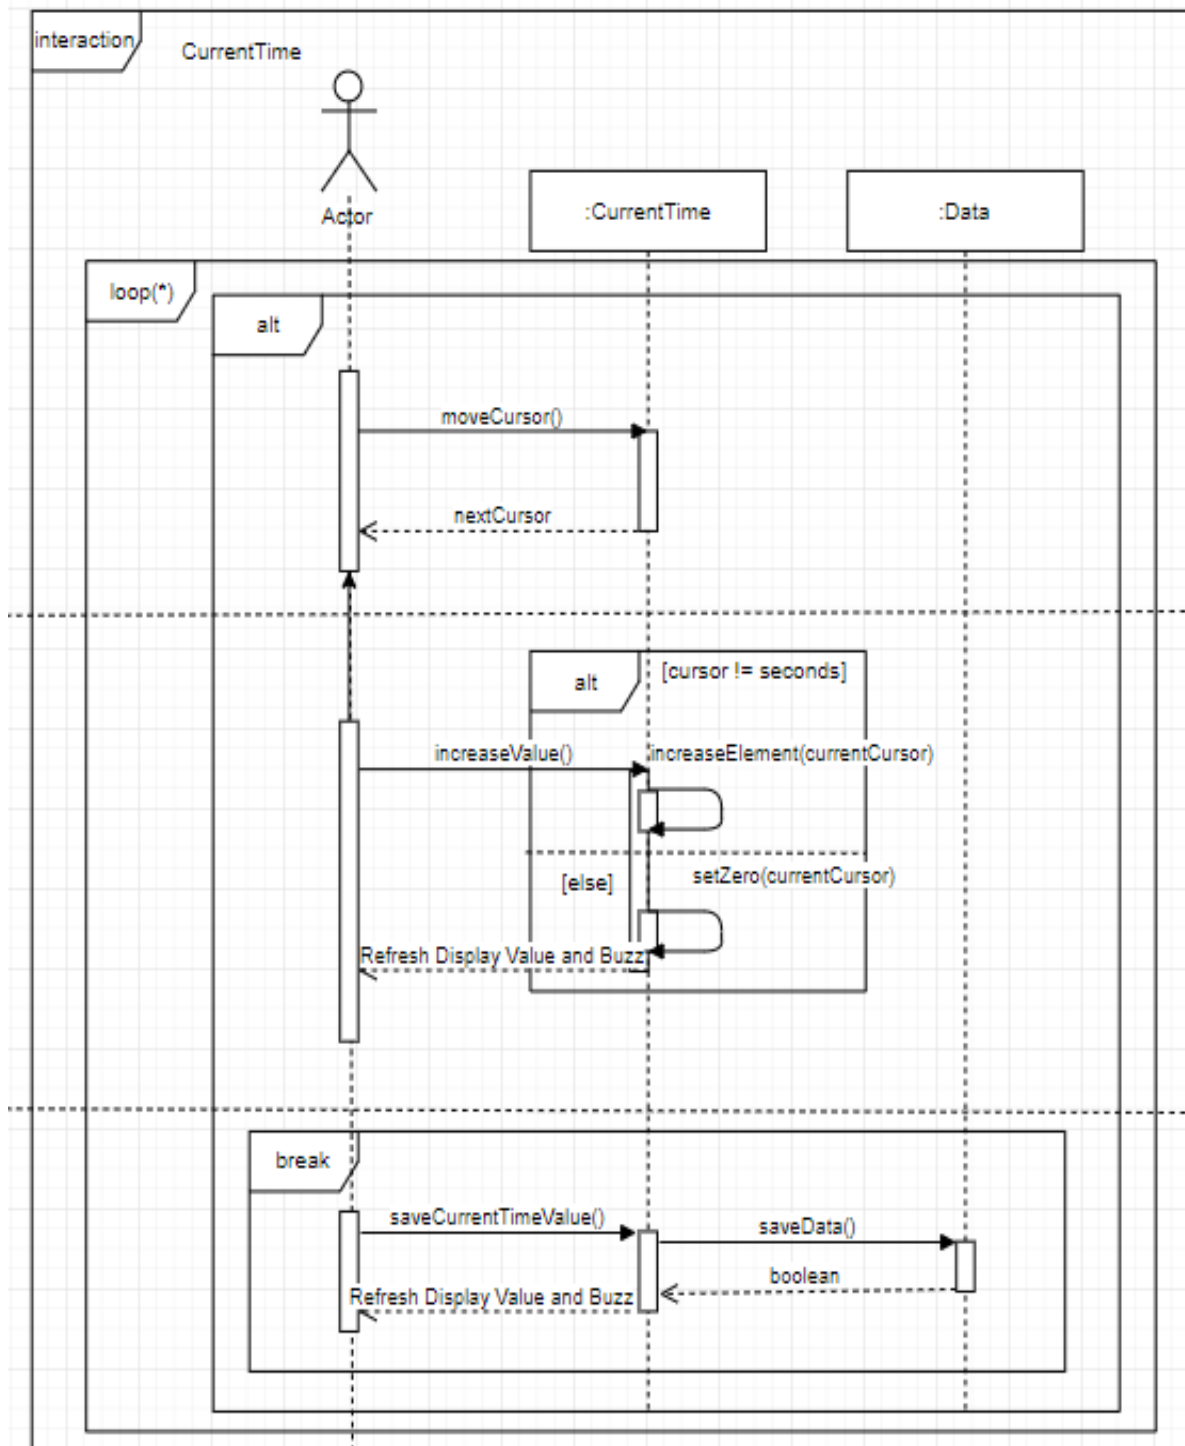 interaction
CurrentTime
Actor
:CurrentTime
:Data
loop(*)
alt
moveCursor()
nextCursor
alt
[cursor != seconds]
increaseValue()
increaseElement(currentCursor)
[else]
setZero(currentCursor)
Refresh Display Value and Buzz
break
saveCurrentTimeValue()
saveData()
boolean
Refresh Display Value and Buzz